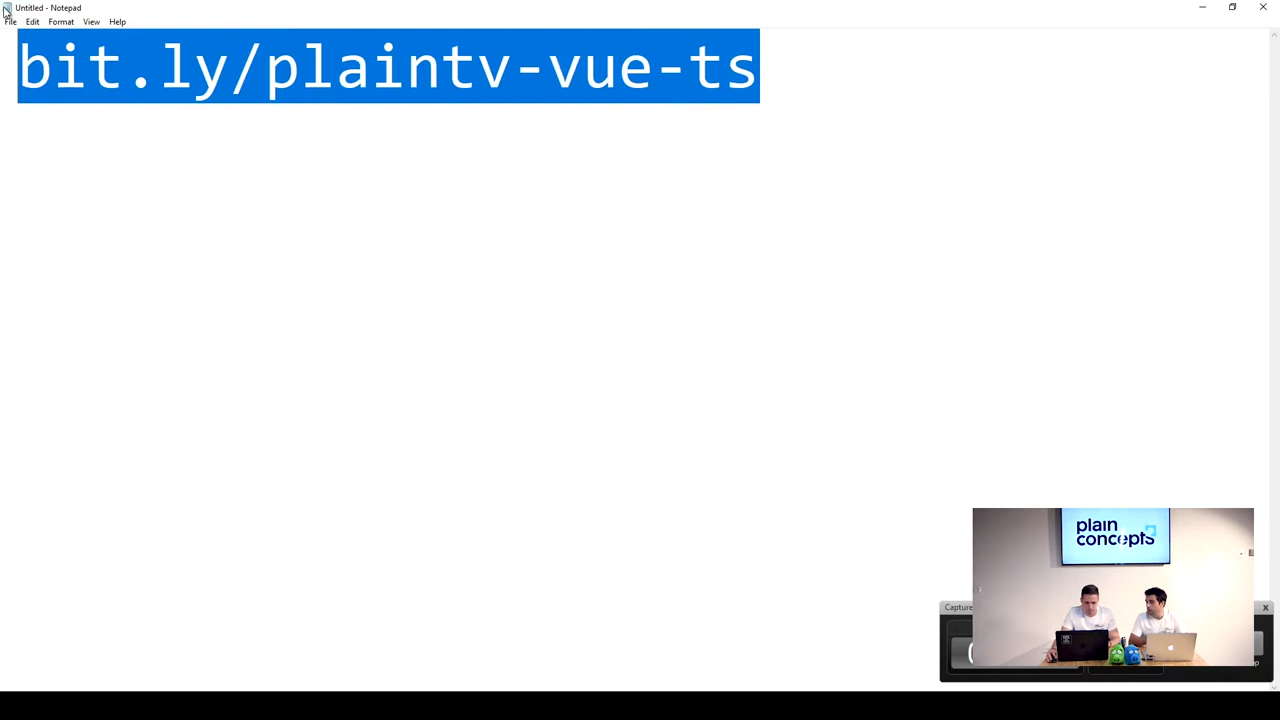 Untitled - Notepad
File Edit Format View Help
bit.ly/plaintv-vue-ts
plain
concepts
Capture